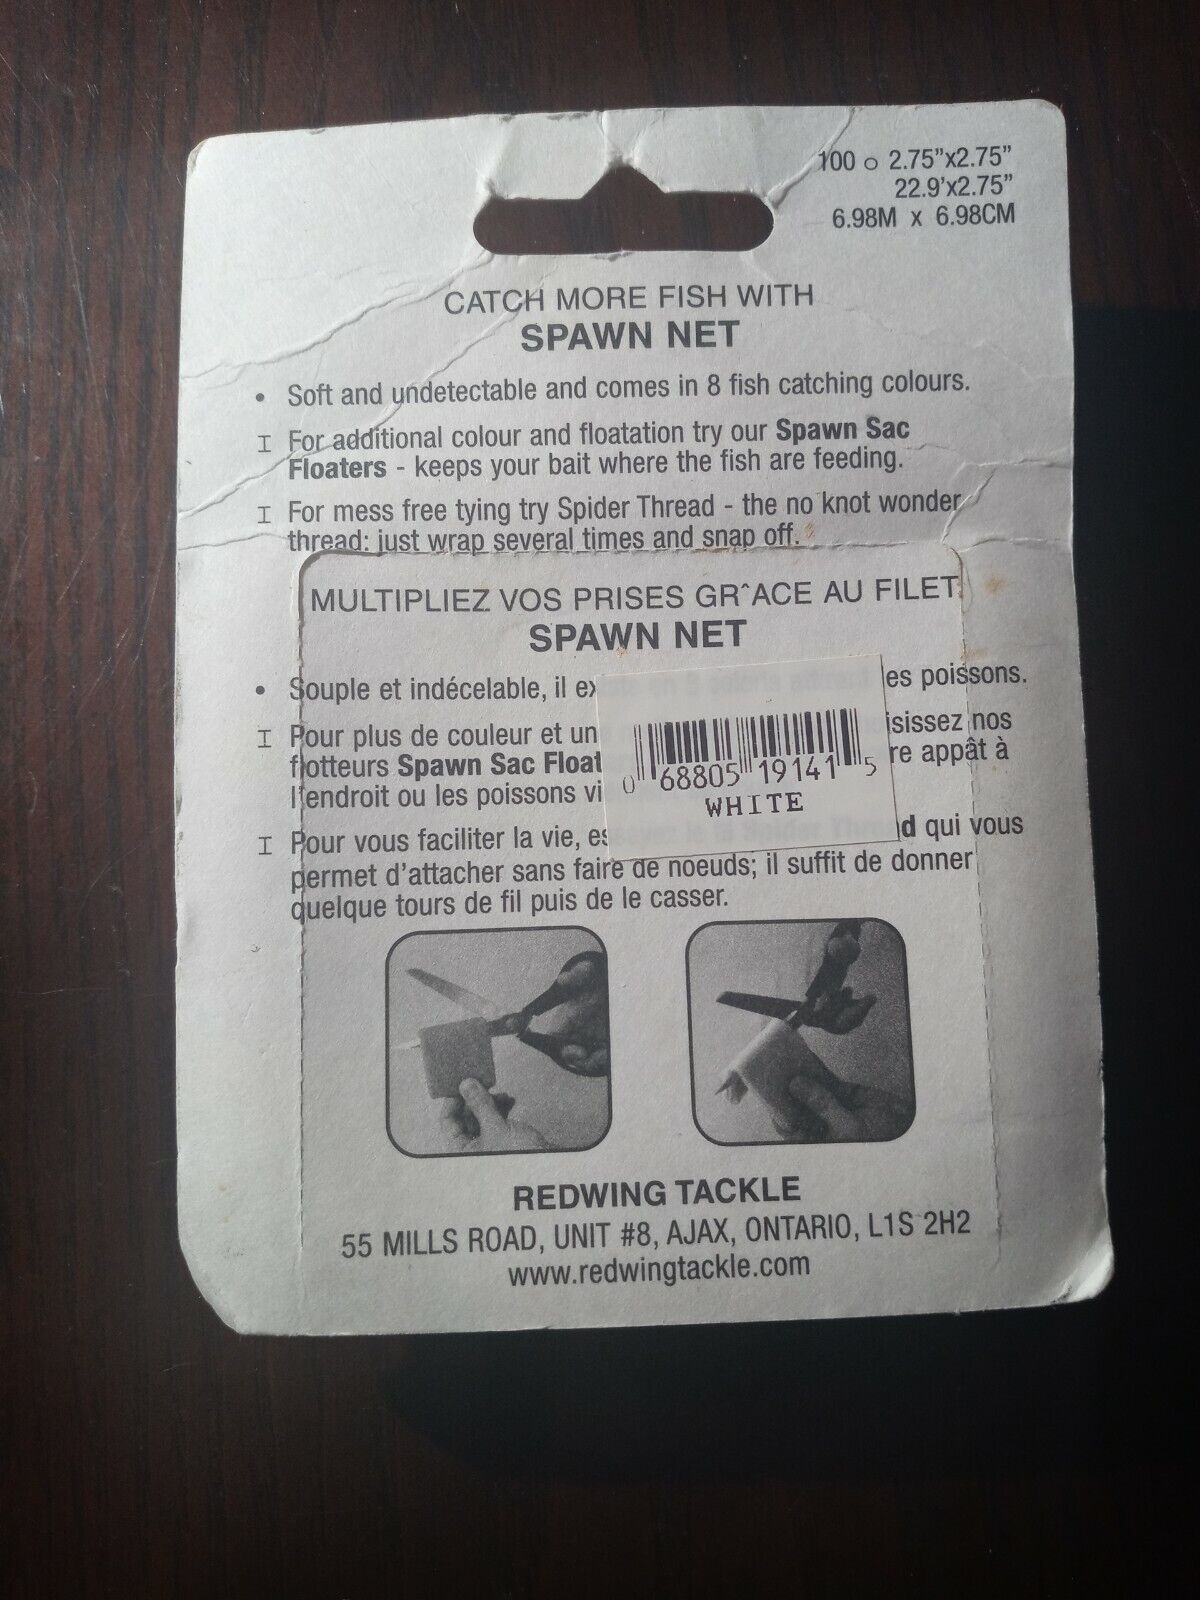 100 o 2.75”x2.75”
22.9’x2.75”
6.98M x 6.98CM
CATCH MORE FISH WITH
SPAWN NET
• Soft and undetectable and comes in 8 fish catching colours.
I For additional colour and floatation try our Spawn Sac
Floaters - keeps your bait where the fish are feeding.
I For mess free tying try Spider Thread - the no knot wonder
thread: just wrap several times and snap off.
MULTIPLIEZ VOS PRISES GRˆACE AU FILET
SPAWN NET
• Souple et indécelable, il ex les poissons.
I Pour plus de couleur et un isissez nos
flotteurs Spawn Sac Float re appât à
l’endroit ou les poissons vi
I Pour vous faciliter la vie, es d qui vous
permet d’attacher sans faire de noeuds; il suffit de donner
quelque tours de fil puis de le casser.
0 68805 19141 5
WHITE
REDWING TACKLE
55 MILLS ROAD, UNIT #8, AJAX, ONTARIO, L1S 2H2
www.redwingtackle.com